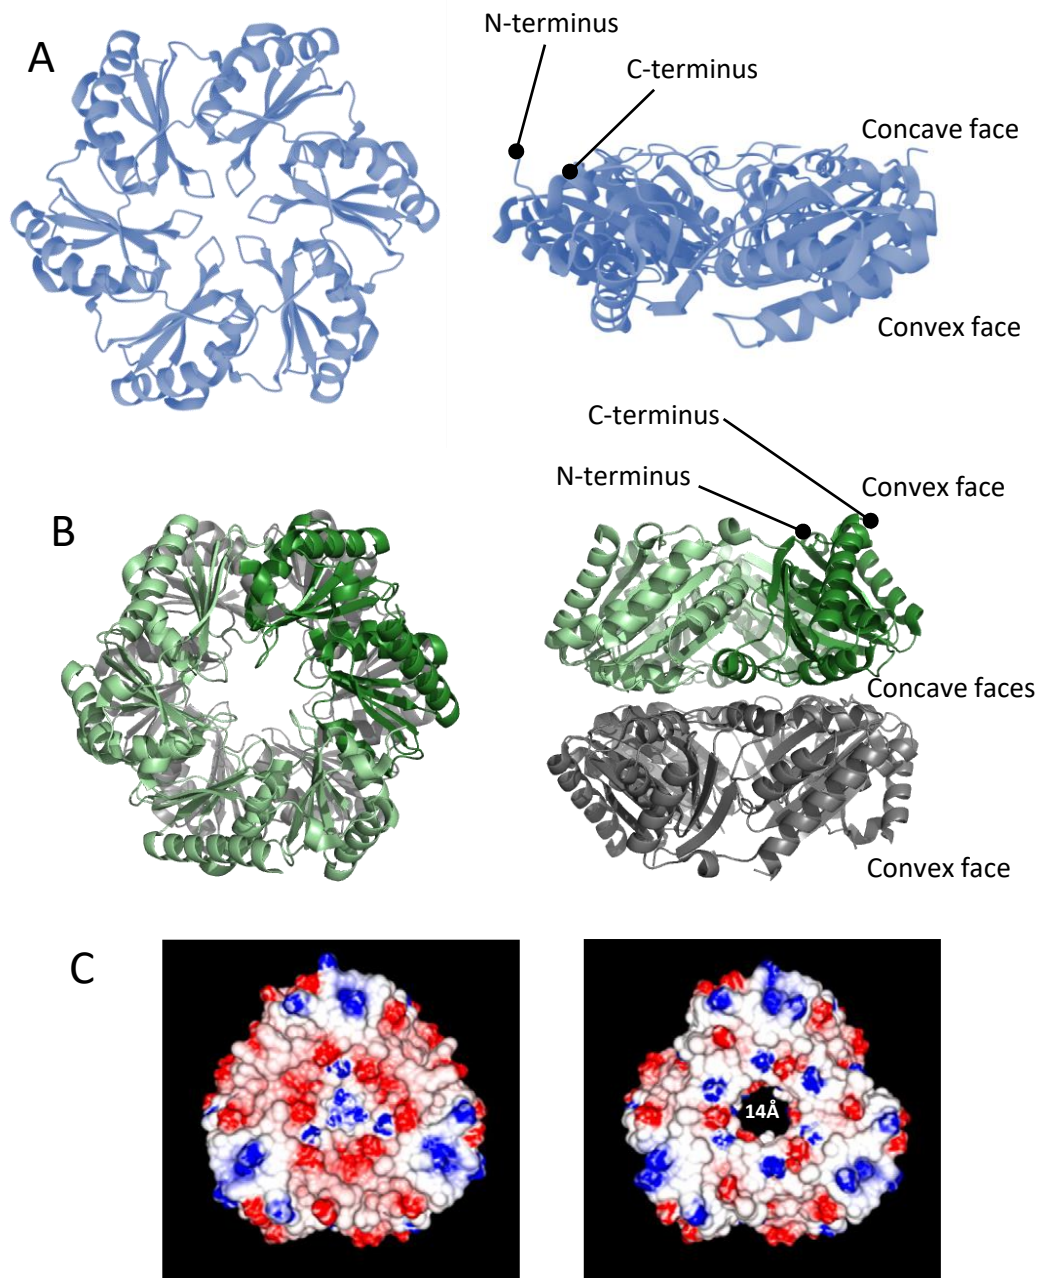 A
N-terminus
C-terminus
Concave face
Convex face
B
C-terminus
N-terminus
Convex face
Concave faces
Convex face
C
14Å